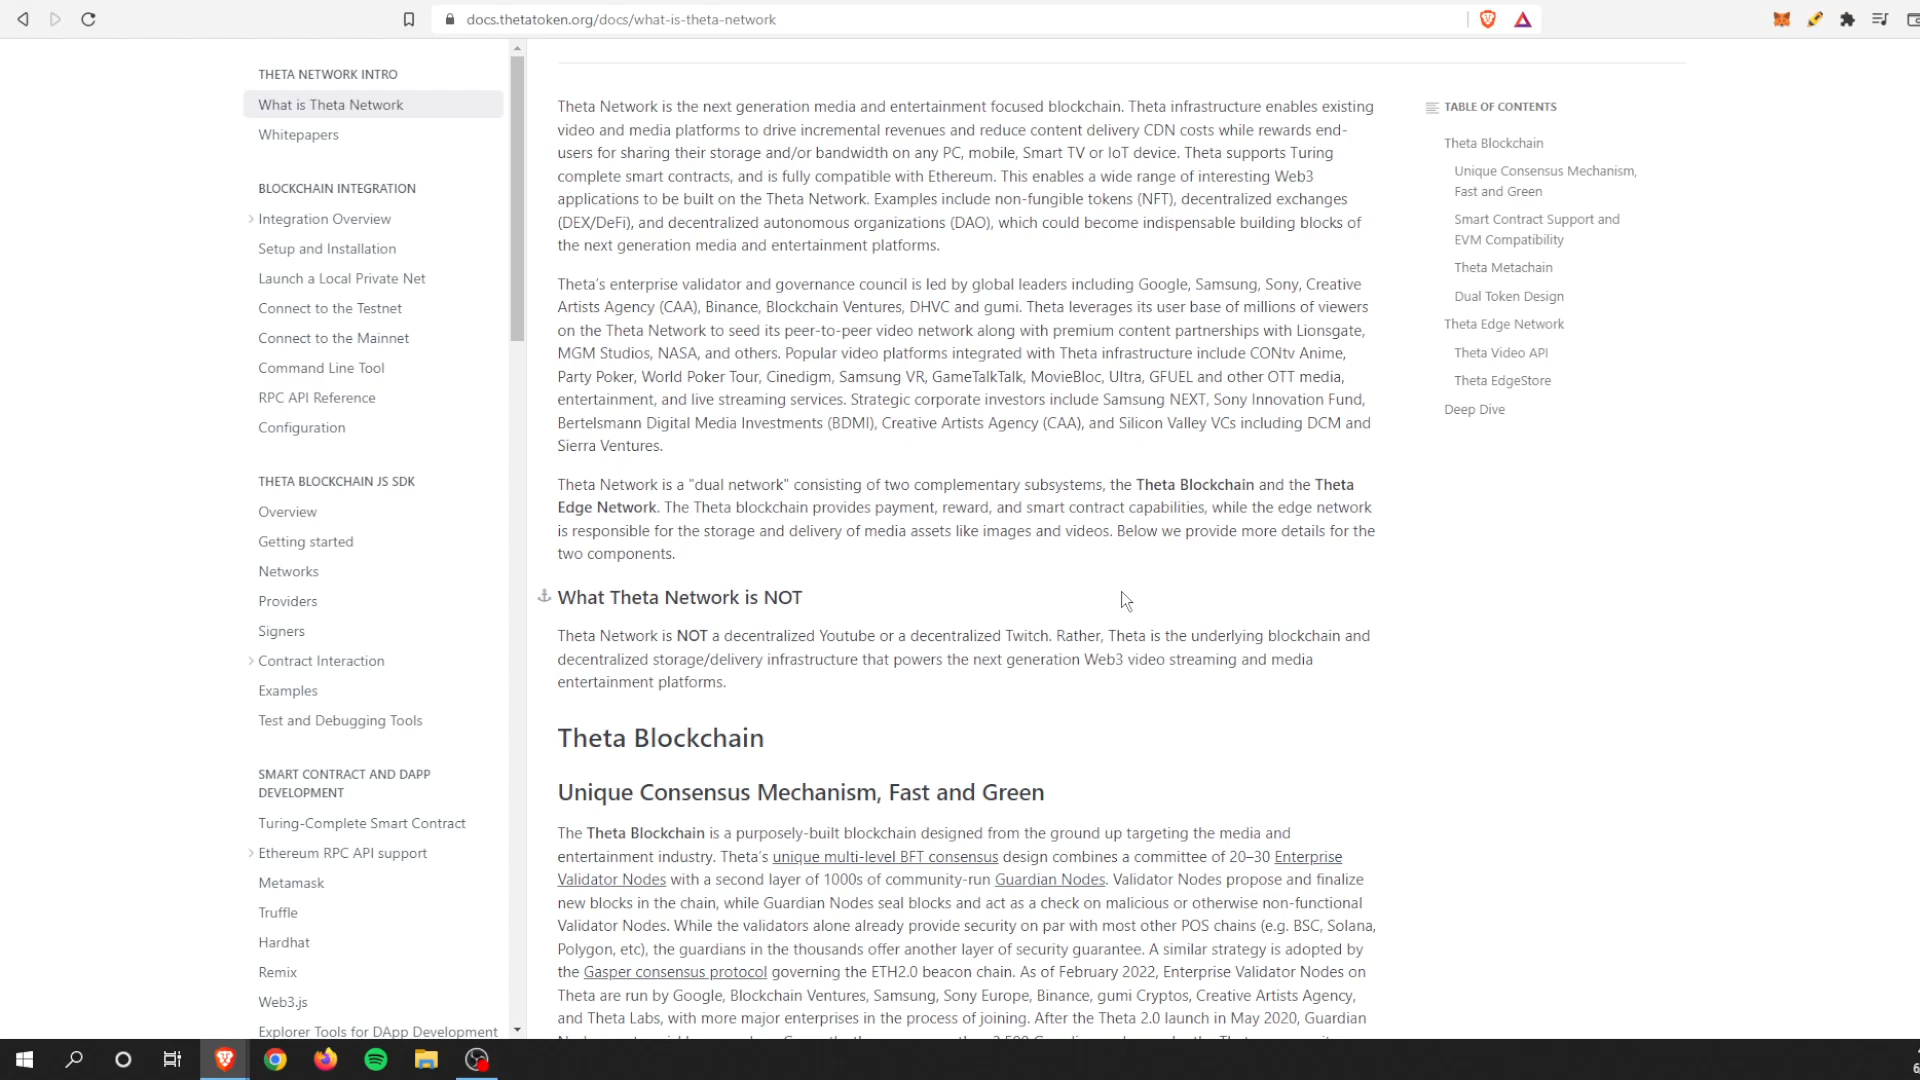 docs.thetatoken.org/docs/what-is-theta-network
THETA NETWORK INTRO
What is Theta Network
Whitepapers
BLOCKCHAIN INTEGRATION
Integration Overview
Setup and Installation
Launch a Local Private Net
Connect to the Testnet
Connect to the Mainnet
Command Line Tool
RPC API Reference
Configuration
THETA BLOCKCHAIN JS SDK
Overview
Getting started
Networks
Providers
Signers
Contract Interaction
Examples
Test and Debugging Tools
SMART CONTRACT AND DAPP
DEVELOPMENT
Turing-Complete Smart Contract
Ethereum RPC API support
Metamask
Truffle
Hardhat
Remix
Web3.js
Explorer Tools for DApp Development
Theta Network is the next generation media and entertainment focused blockchain. Theta infrastructure enables existing
video and media platforms to drive incremental revenues and reduce content delivery CDN costs while rewards end-
users for sharing their storage and/or bandwidth on any PC, mobile, Smart TV or IoT device. Theta supports Turing
complete smart contracts, and is fully compatible with Ethereum. This enables a wide range of interesting Web3
applications to be built on the Theta Network. Examples include non-fungible tokens (NFT), decentralized exchanges
(DEX/DeFi), and decentralized autonomous organizations (DAO), which could become indispensable building blocks of
the next generation media and entertainment platforms.
Theta's enterprise validator and governance council is led by global leaders including Google, Samsung, Sony, Creative
Artists Agency (CAA), Binance, Blockchain Ventures, DHVC and gumi. Theta leverages its user base of millions of viewers
on the Theta Network to seed its peer-to-peer video network along with premium content partnerships with Lionsgate,
MGM Studios, NASA, and others. Popular video platforms integrated with Theta infrastructure include CONtv Anime,
Party Poker, World Poker Tour, Cinedigm, Samsung VR, GameTalkTalk, MovieBloc, Ultra, GFUEL and other OTT media,
entertainment, and live streaming services. Strategic corporate investors include Samsung NEXT, Sony Innovation Fund,
Bertelsmann Digital Media Investments (BDMI), Creative Artists Agency (CAA), and Silicon Valley VCs including DCM and
Sierra Ventures.
Theta Network is a "dual network" consisting of two complementary subsystems, the Theta Blockchain and the Theta
Edge Network. The Theta blockchain provides payment, reward, and smart contract capabilities, while the edge network
is responsible for the storage and delivery of media assets like images and videos. Below we provide more details for the
two components.
What Theta Network is NOT
Theta Network is NOT a decentralized Youtube or a decentralized Twitch. Rather, Theta is the underlying blockchain and
decentralized storage/delivery infrastructure that powers the next generation Web3 video streaming and media
entertainment platforms.
Theta Blockchain
Unique Consensus Mechanism, Fast and Green
The Theta Blockchain is a purposely-built blockchain designed from the ground up targeting the media and
entertainment industry. Theta's unique multi-level BFT consensus design combines a committee of 20–30 Enterprise
Validator Nodes with a second layer of 1000s of community-run Guardian Nodes. Validator Nodes propose and finalize
new blocks in the chain, while Guardian Nodes seal blocks and act as a check on malicious or otherwise non-functional
Validator Nodes. While the validators alone already provide security on par with most other POS chains (e.g. BSC, Solana,
Polygon, etc), the guardians in the thousands offer another layer of security guarantee. A similar strategy is adopted by
the Gasper consensus protocol governing the ETH2.0 beacon chain. As of February 2022, Enterprise Validator Nodes on
Theta are run by Google, Blockchain Ventures, Samsung, Sony Europe, Binance, gumi Cryptos, Creative Artists Agency,
and Theta Labs, with more major enterprises in the process of joining. After the Theta 2.0 launch in May 2020, Guardian
TABLE OF CONTENTS
Theta Blockchain
Unique Consensus Mechanism,
Fast and Green
Smart Contract Support and
EVM Compatibility
Theta Metachain
Dual Token Design
Theta Edge Network
Theta Video API
Theta EdgeStore
Deep Dive